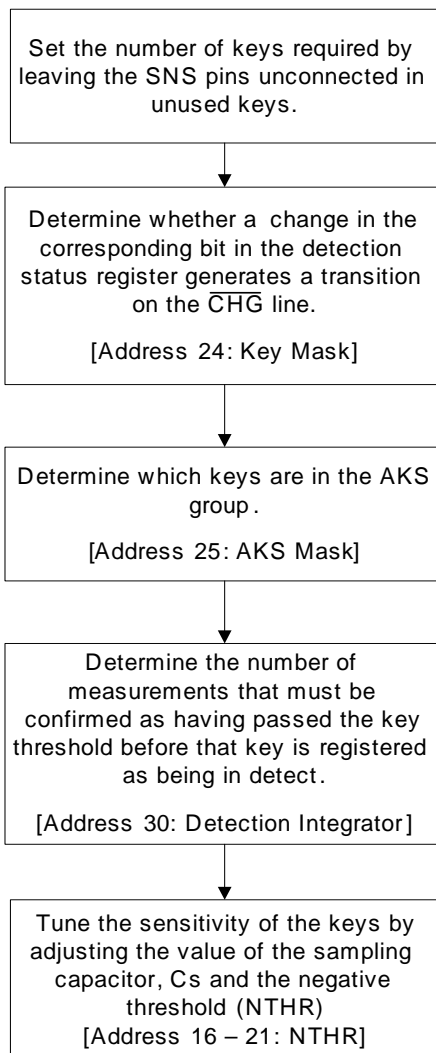 Set the number of keys required by
leaving the SNS pins unconnected in
unused keys.
Determine whether a change in the
corresponding bit in the detection
status register generates a transition
on the CHG line.
[Address 24: Key Mask]
Determine which keys are in the AKS
group.
[Address 25: AKS Mask]
Determine the number of
measurements that must be
confirmed as having passed the key
threshold before that key is registered
as being in detect.
[Address 30: Detection Integrator]
Tune the sensitivity of the keys by
adjusting the value of the sampling
capacitor, Cs and the negative
threshold (NTHR)
[Address 16 – 21: NTHR]